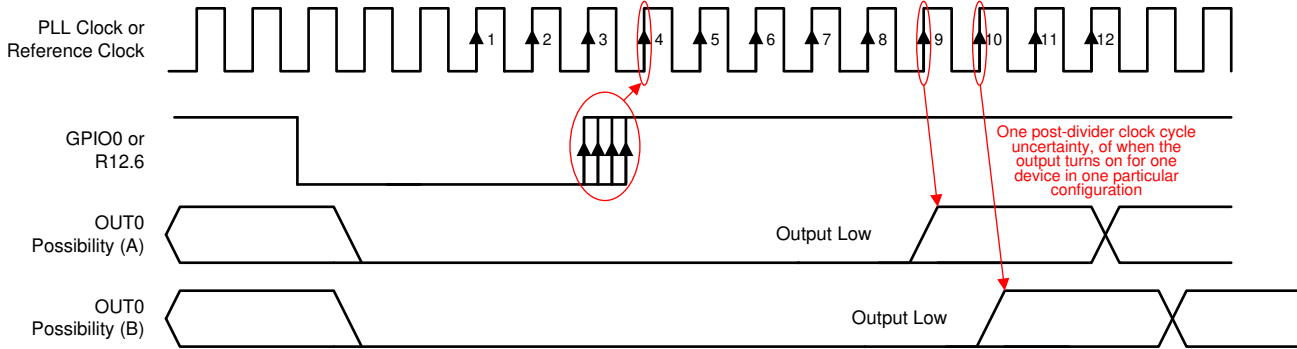 PLL Clock or
Reference Clock
1 2 3 4 5 6 7 8 9 10 11 12
GPIO0 or
R12.6
One post-divider clock cycle
uncertainty, of when the
output turns on for one
device in one particular
configuration
OUT0
Possibility (A)
Output Low
OUT0
Possibility (B)
Output Low